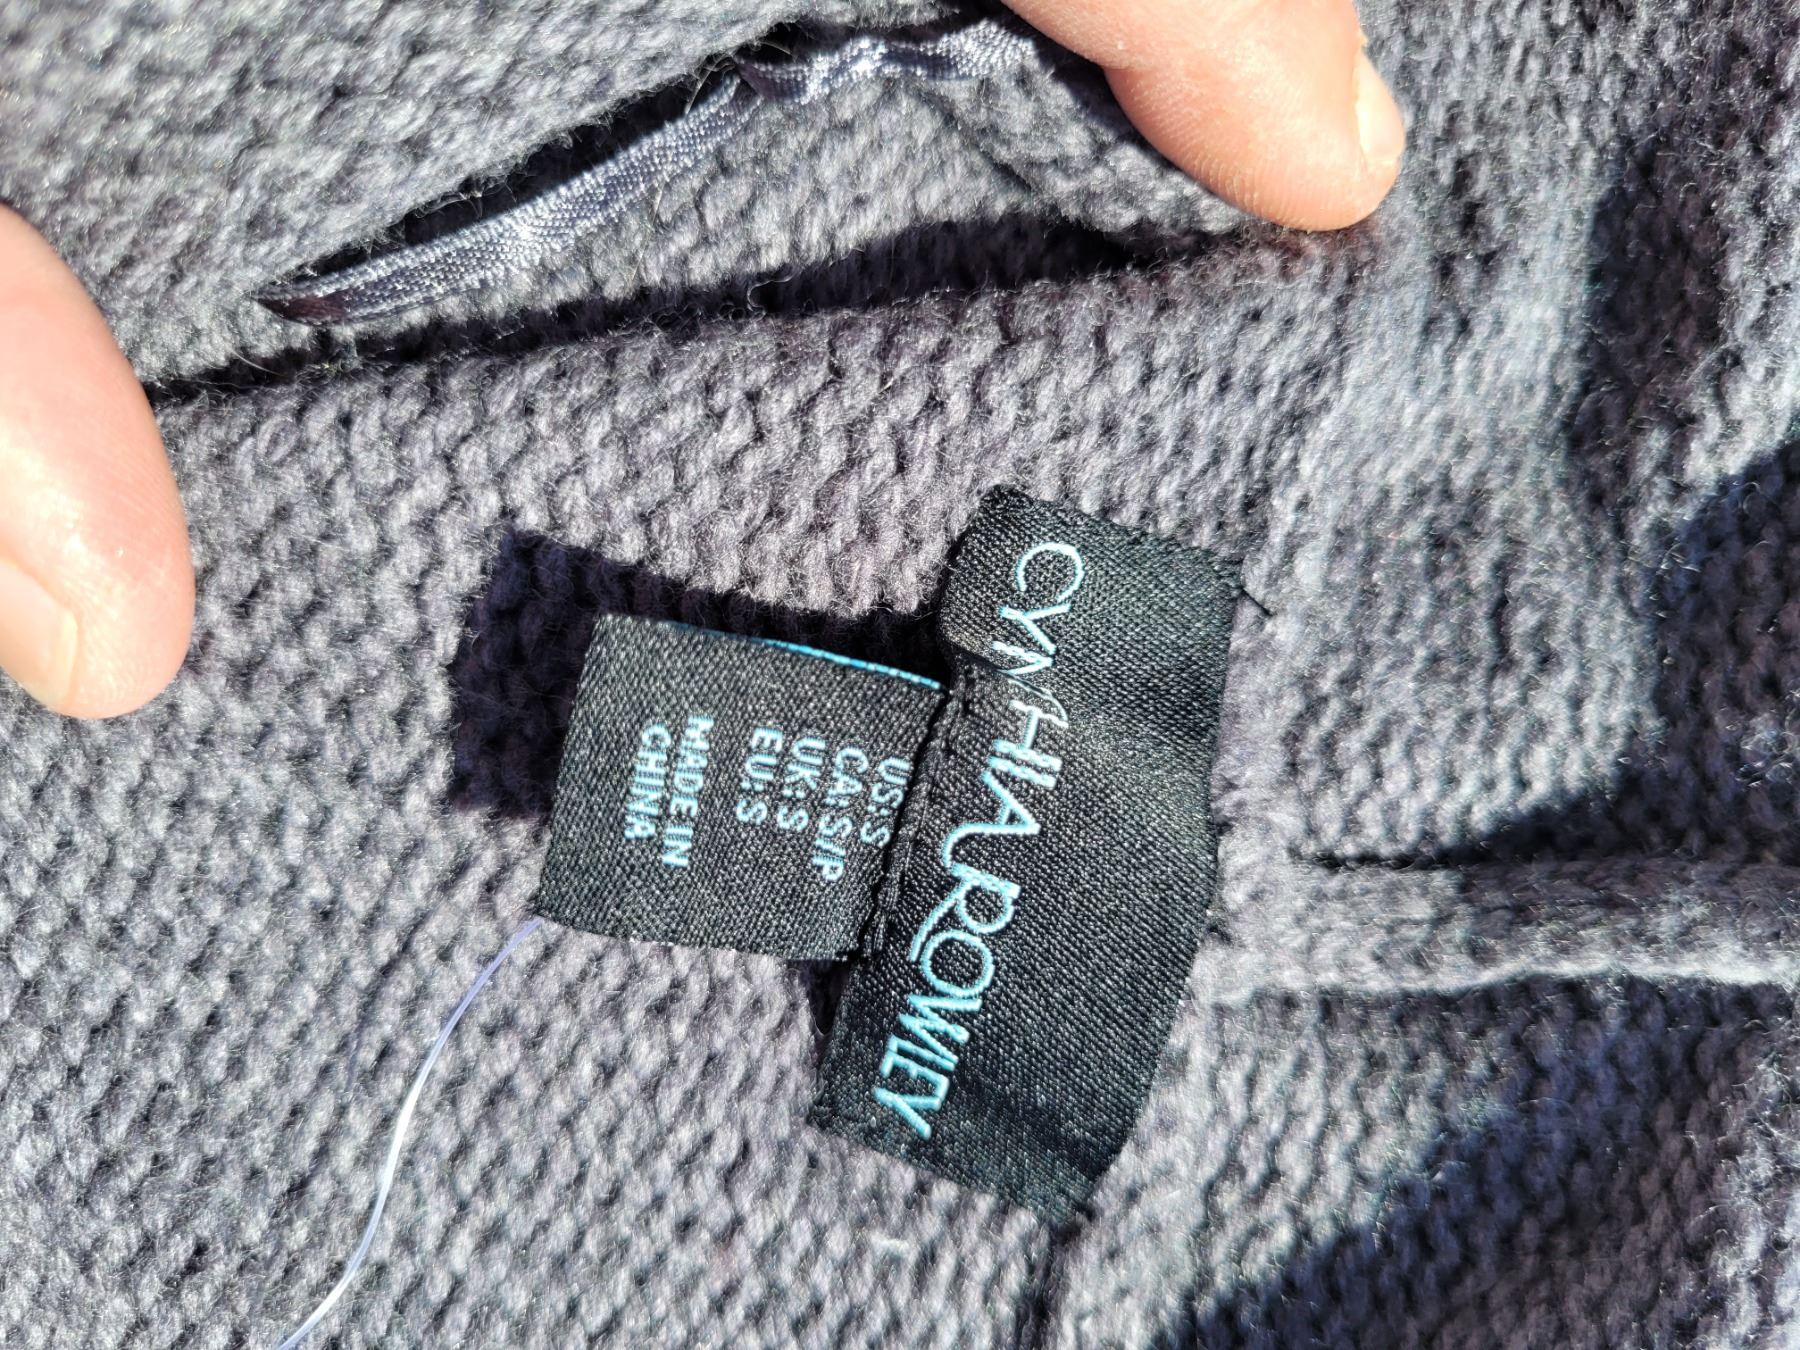 CYNTHIA ROWLEY
US: S
CA: S/P
UK: S
EU: S
MADE IN
CHINA